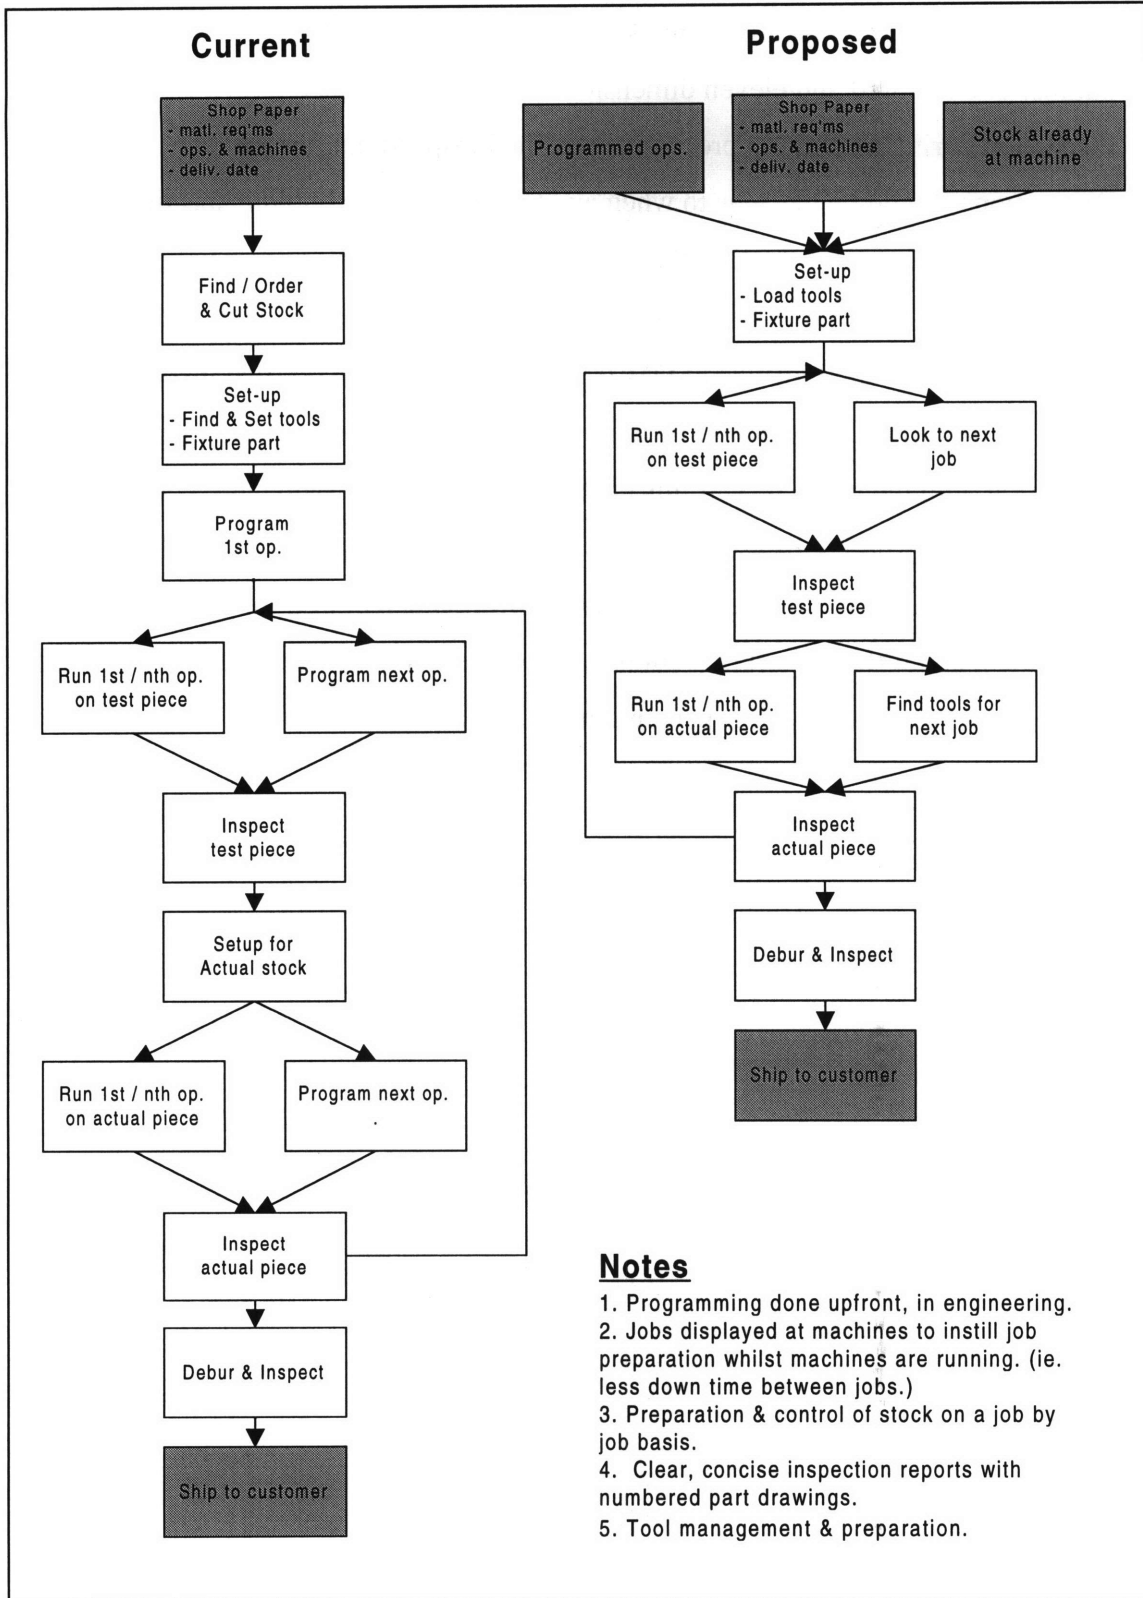 Current
Shop Paper
- matl. req'ms
- ops. & machines
- deliv. date
Find / Order
& Cut Stock
Set-up
- Find & Set tools
- Fixture part
Program
1st op.
Run 1st / nth op.
on test piece
Program next op.
Inspect
test piece
Setup for
Actual stock
Run 1st / nth op.
on actual piece
Program next op.
.
Inspect
actual piece
Debur & Inspect
Ship to customer
Proposed
Programmed ops.
Shop Paper
- matl. req'ms
- ops. & machines
- deliv. date
Stock already
at machine
Set-up
- Load tools
- Fixture part
Run 1st / nth op.
on test piece
Look to next
job
Inspect
test piece
Run 1st / nth op.
on actual piece
Find tools for
next job
Inspect
actual piece
Debur & Inspect
Ship to customer
Notes
1. Programming done upfront, in engineering.
2. Jobs displayed at machines to instill job
preparation whilst machines are running. (ie.
less down time between jobs.)
3. Preparation & control of stock on a job by
job basis.
4. Clear, concise inspection reports with
numbered part drawings.
5. Tool management & preparation.